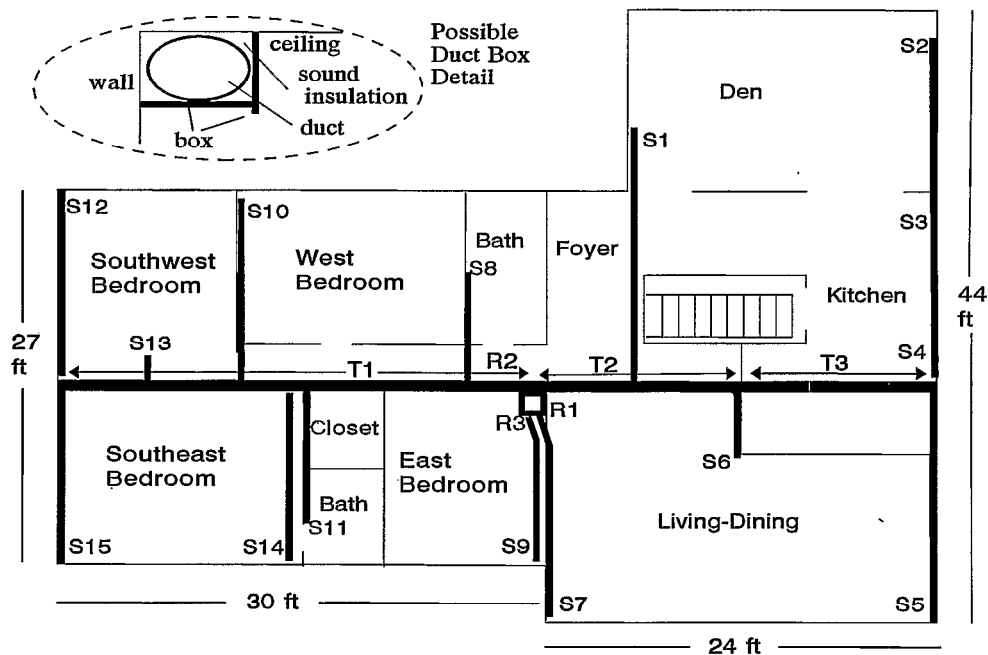 Possible
Duct Box
Detail
ceiling
wall
sound
insulation
duct
box
S2
Den
S1
S12
S10
S3
Southwest
Bedroom
West
Bedroom
Bath
Foyer
S8
Kitchen
44
ft
27
ft
S13
T1
R2
T2
T3
S4
Closet
R3
R1
Southeast
Bedroom
East
Bedroom
S6
Bath
S11
Living-Dining
S15
S14
S9
S7
S5
30 ft
24 ft